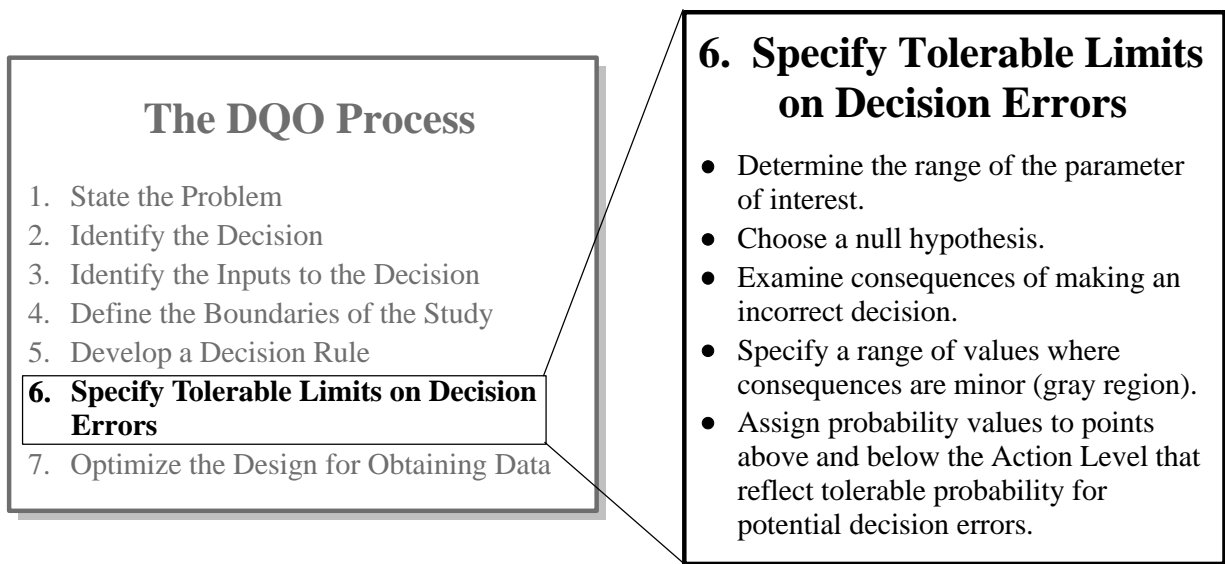 The DQO Process
1. State the Problem
2. Identify the Decision
3. Identify the Inputs to the Decision
4. Define the Boundaries of the Study
5. Develop a Decision Rule
6. Specify Tolerable Limits on Decision
Errors
7. Optimize the Design for Obtaining Data
6. Specify Tolerable Limits
on Decision Errors
● Determine the range of the parameter
of interest.
● Choose a null hypothesis.
● Examine consequences of making an
incorrect decision.
● Specify a range of values where
consequences are minor (gray region).
● Assign probability values to points
above and below the Action Level that
reflect tolerable probability for
potential decision errors.